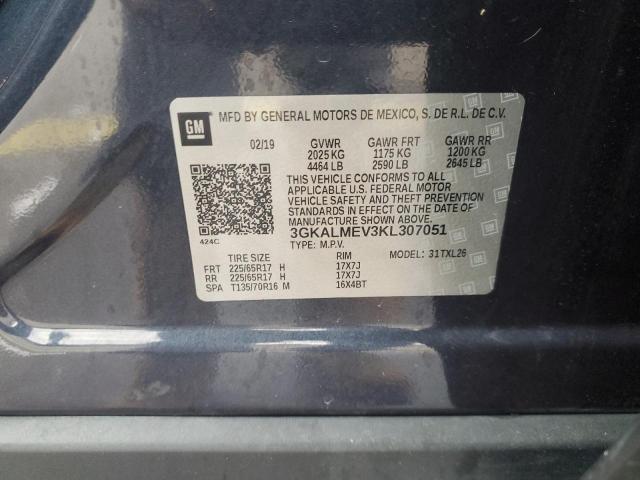 GM
MFD BY GENERAL MOTORS DE MEXICO, S. DE R.L. DE C.V.
02/19 GVWR GAWR FRT GAWR RR
2025 KG 1175 KG 1200 KG
4464 LB 2590 LB 2645 LB
THIS VEHICLE CONFORMS TO ALL
APPLICABLE U.S. FEDERAL MOTOR
VEHICLE SAFETY AND THEFT PREVENTION
STANDARDS IN EFFECT ON THE DATE OF
MANUFACTURE SHOWN ABOVE.
3GKALMEV3KL307051
424C TYPE: M.P.V. MODEL: 31TXL26
TIRE SIZE RIM
FRT 225/65R17 H 17X7J
RR 225/65R17 H 17X7J
SPA T135/70R16 M 16X4BT